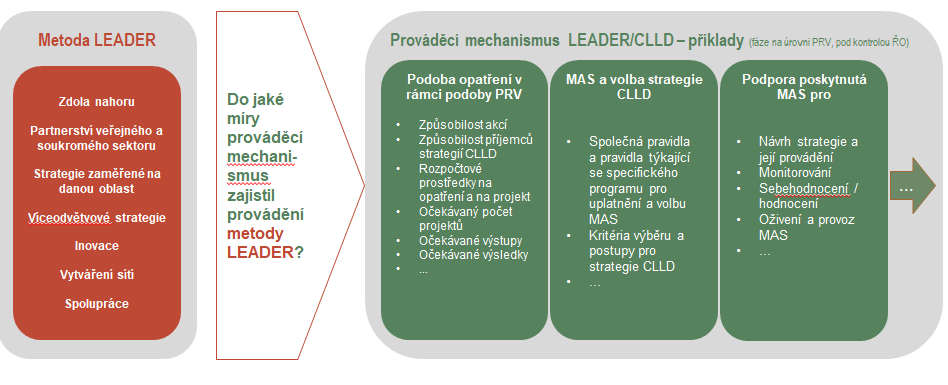 Metoda LEADER
Zdola nahoru
Partnerství veřejného a
soukromého sektoru
Strategie zaměřené na
danou oblast
Víceodvětvové strategie
Inovace
Vytváření sítí
Spolupráce
Do jaké
míry
prováděcí
mechani-
smus
zajistil
provádění
metody
LEADER?
Prováděcí mechanismus LEADER/CLLD – příklady (fáze na úrovni PRV, pod kontrolou ŘO)
Podoba opatření v
rámci podoby PRV
• Způsobilost akcí
• Způsobilost příjemců
strategií CLLD
• Rozpočtové
prostředky na
opatření a na projekt
• Očekávaný počet
projektů
• Očekávané výstupy
• Očekávané výsledky
• ...
MAS a volba strategie
CLLD
• Společná pravidla
a pravidla týkající
se specifického
programu pro
uplatnění a volbu
MAS
• Kritéria výběru a
postupy pro
strategie CLLD
• …
Podpora poskytnutá
MAS pro
• Návrh strategie a
její provádění
• Monitorování
• Sebehodnocení /
hodnocení
• Oživení a provoz
MAS
• …
…